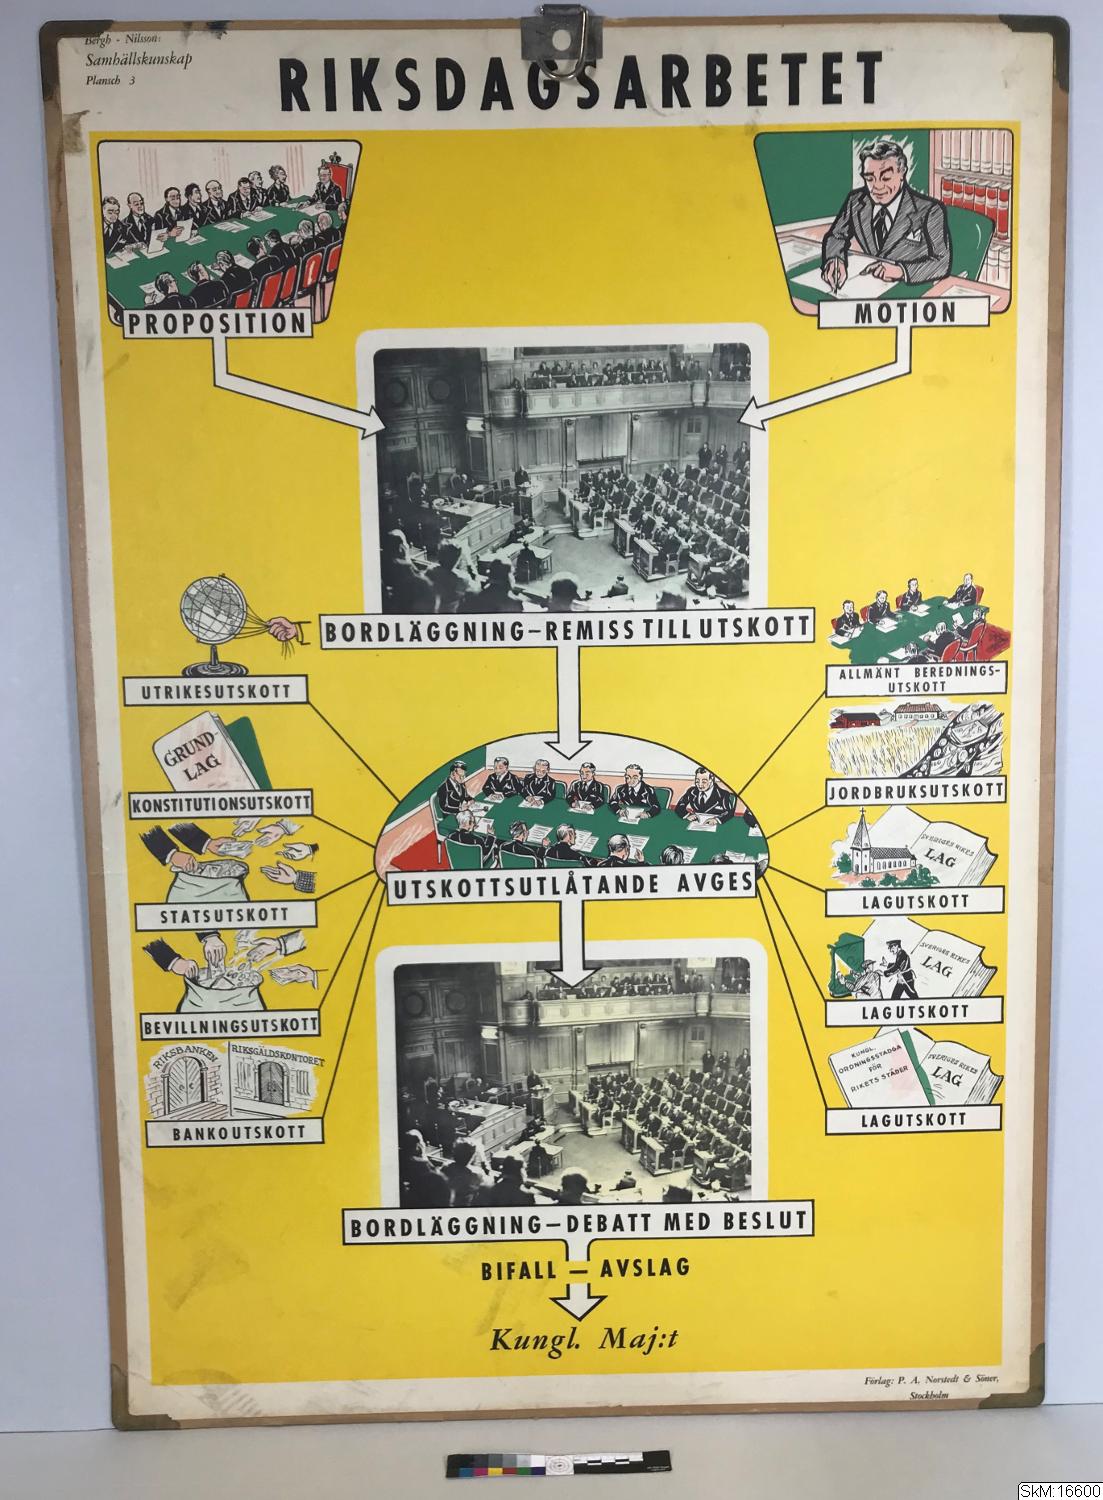 Bergh - Nilsson:
Samhällskunskap
Plansch 3
RIKSDAGSARBETET
PROPOSITION
MOTION
BORDLÄGGNING–REMISS TILL UTSKOTT
UTRIKESUTSKOTT
GRUND-
LAG
KONSTITUTIONSUTSKOTT
STATSUTSKOTT
BEVILLNINGSUTSKOTT
RIKSBANKEN
RIKSGÄLDSKONTORET
BANKOUTSKOTT
ALLMÄNT BEREDNINGS-
UTSKOTT
JORDBRUKSUTSKOTT
SVERIGES RIKES
LAG
LAGUTSKOTT
SVERIGES RIKES
LAG
LAGUTSKOTT
KUNGL.
ORDNINGSSTADGA
FÖR
RIKETS STÄDER
SVERIGES RIKES
LAG
LAGUTSKOTT
UTSKOTTSUTLÅTANDE AVGES
BORDLÄGGNING–DEBATT MED BESLUT
BIFALL – AVSLAG
Kungl. Maj:t
Förlag: P. A. Norstedt & Söner,
Stockholm
SkM:16600